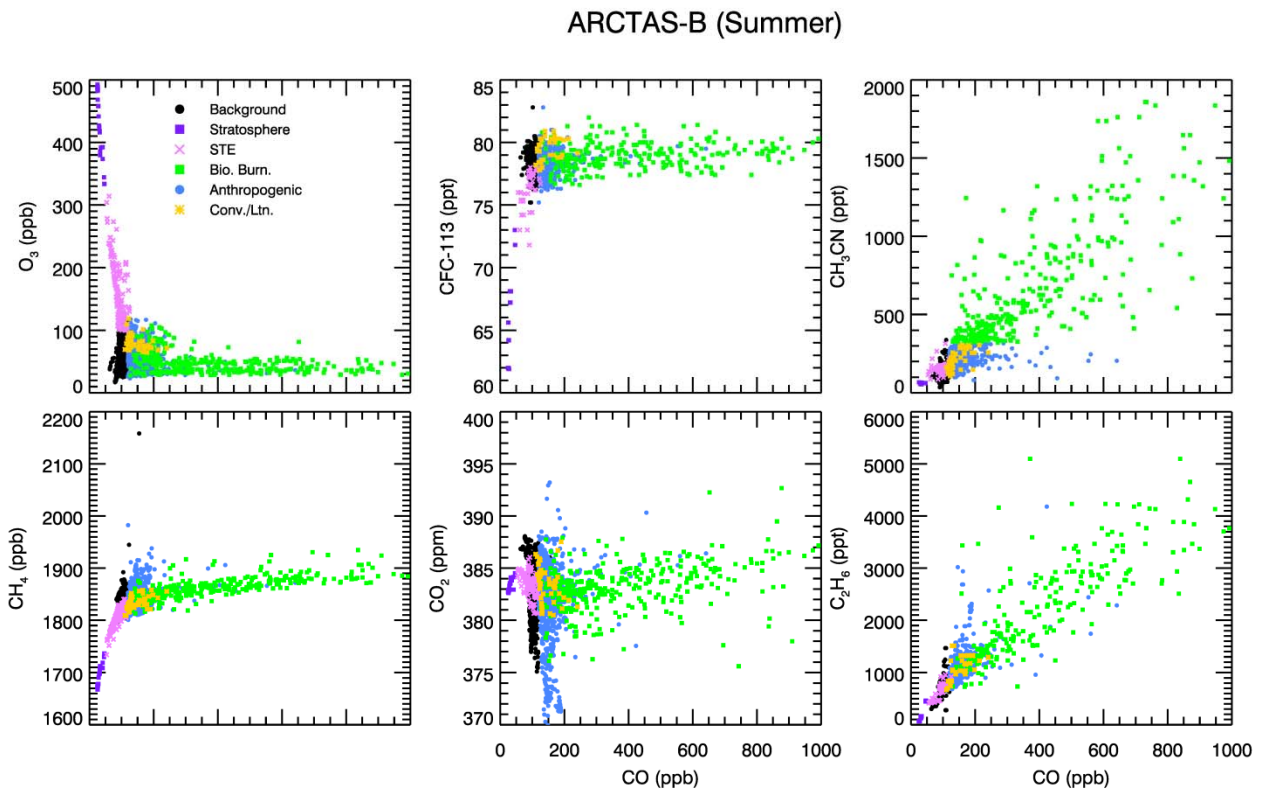 ARCTAS-B (Summer)
500
400
300
200
100
0
O3 (ppb)
Background
Stratosphere
STE
Bio. Burn.
Anthropogenic
Conv./Ltn.
85
80
75
70
65
60
CFC-113 (ppt)
2000
1500
1000
500
0
CH3CN (ppt)
2200
2100
2000
1900
1800
1700
1600
CH4 (ppb)
400
395
390
385
380
375
370
CO2 (ppm)
0 200 400 600 800 1000
CO (ppb)
6000
5000
4000
3000
2000
1000
0
C2H6 (ppt)
0 200 400 600 800 1000
CO (ppb)